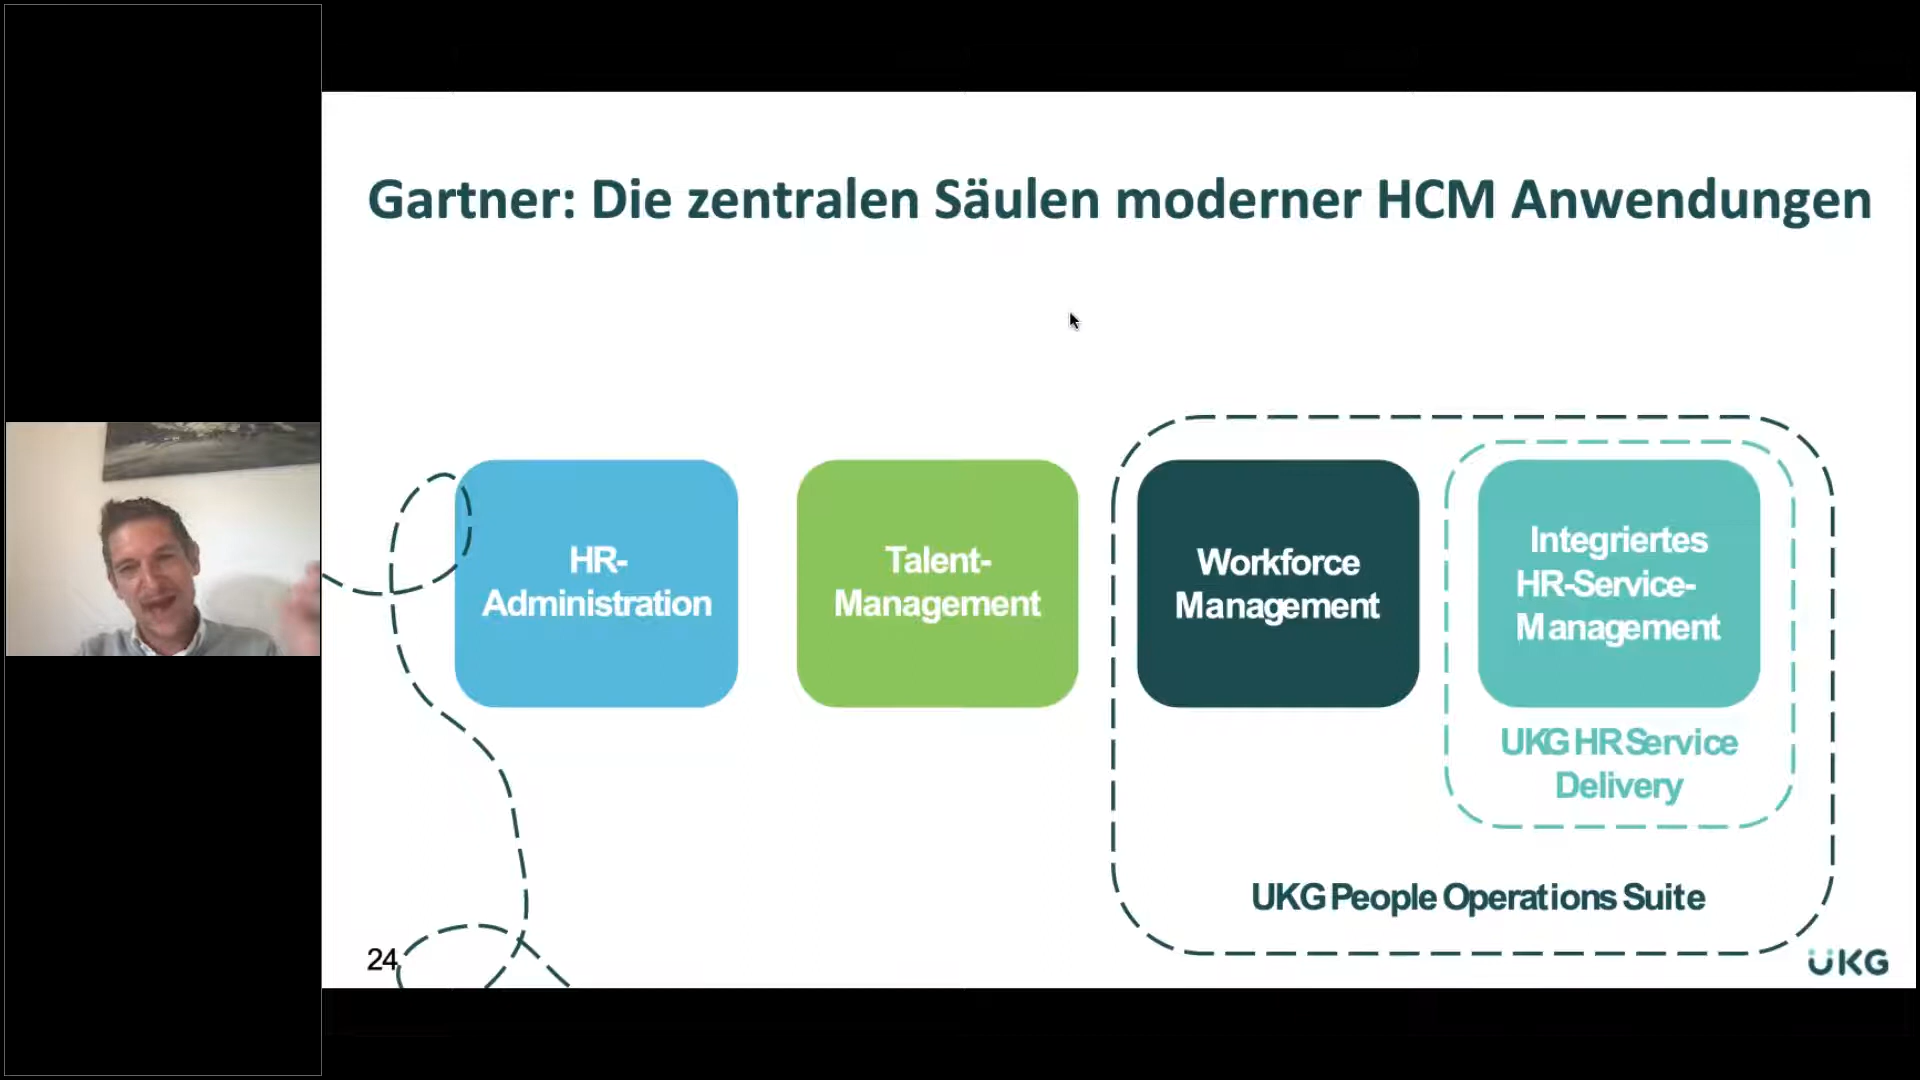 Gartner: Die zentralen Säulen moderner HCM Anwendungen
HR-
Administration
Talent-
Management
Workforce
Management
Integriertes
HR-Service-
Management
UKG HR Service
Delivery
UKG People Operations Suite
24
UKG